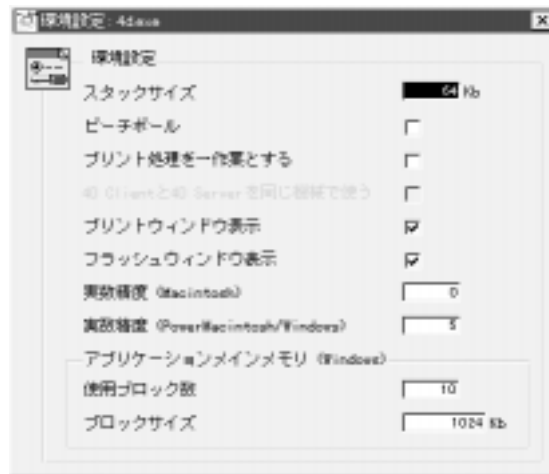 環境設定: 4demo
環境設定
スタックサイズ 64 Kb
ビーチボール
プリント処理を一作業とする
4D Clientと4D Serverを同じ機械で使う
プリントウィンドウ表示
フラッシュウィンドウ表示
実数精度 (Macintosh) 0
実数精度 (PowerMacintosh/Windows) 5
アプリケーションメインメモリ (Windows)
使用ブロック数 10
ブロックサイズ 1024 Kb